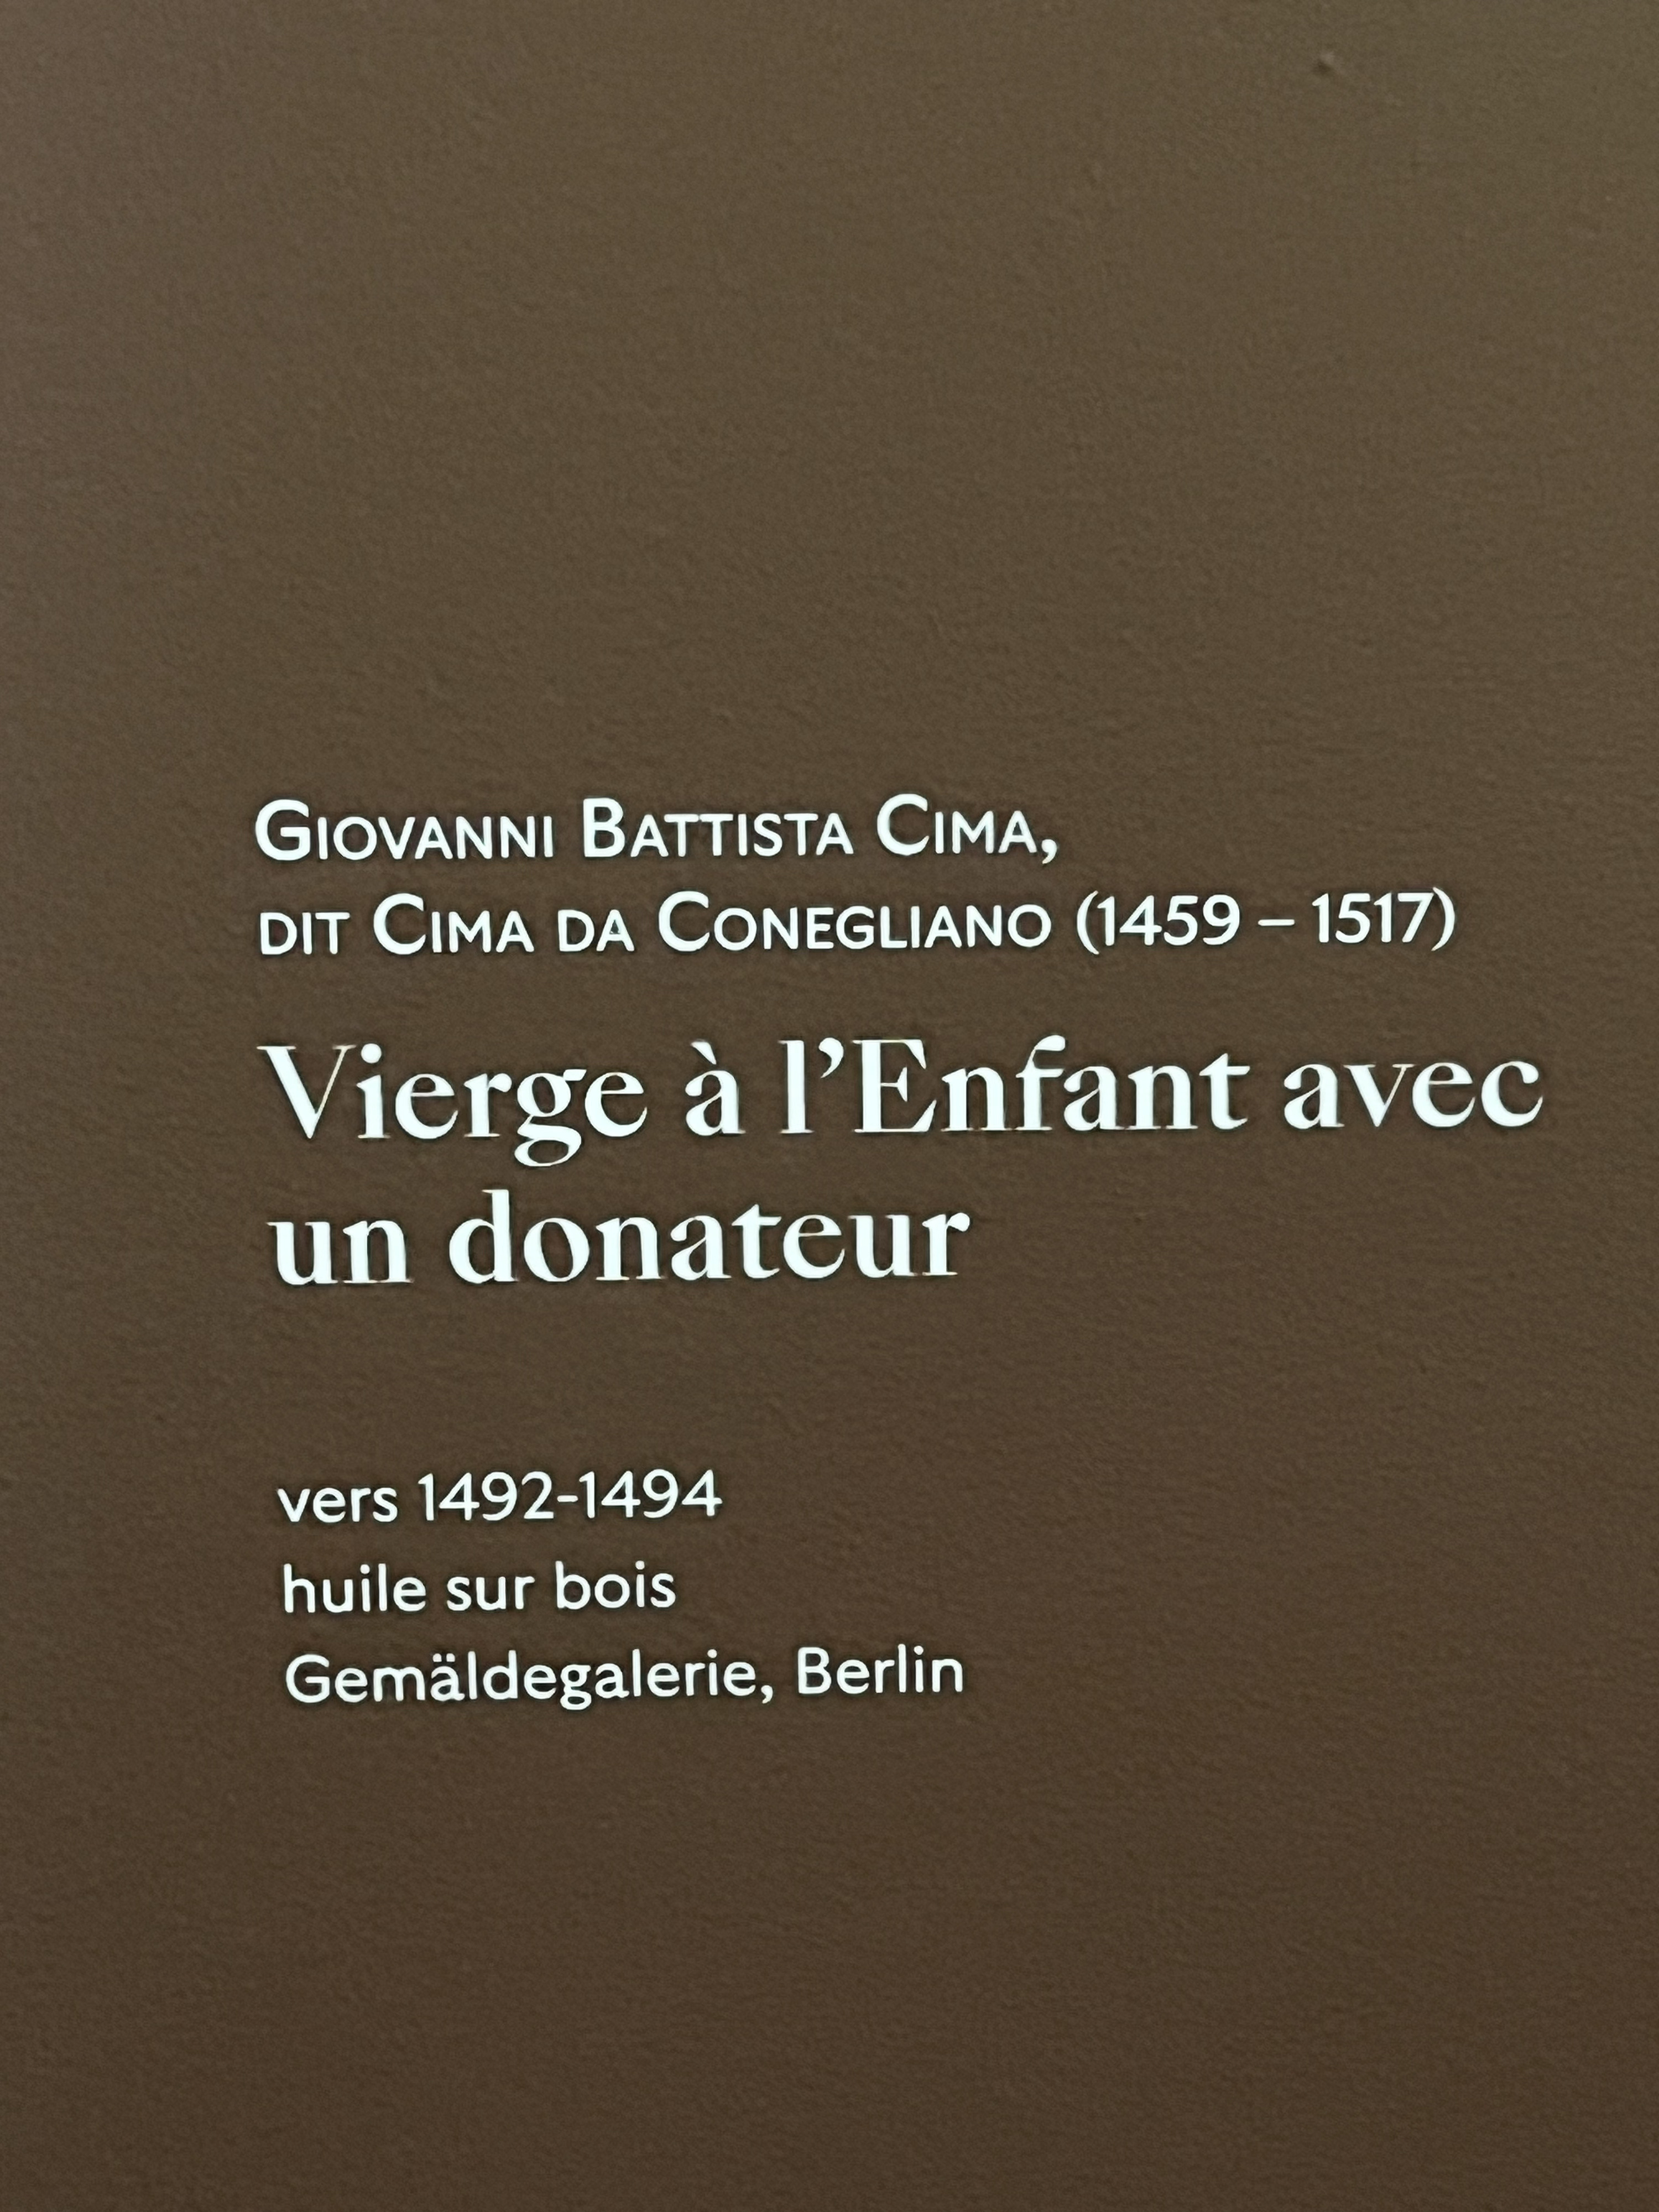 Giovanni Battista Cima,
dit Cima da Conegliano (1459 – 1517)
Vierge à l’Enfant avec
un donateur
vers 1492-1494
huile sur bois
Gemäldegalerie, Berlin